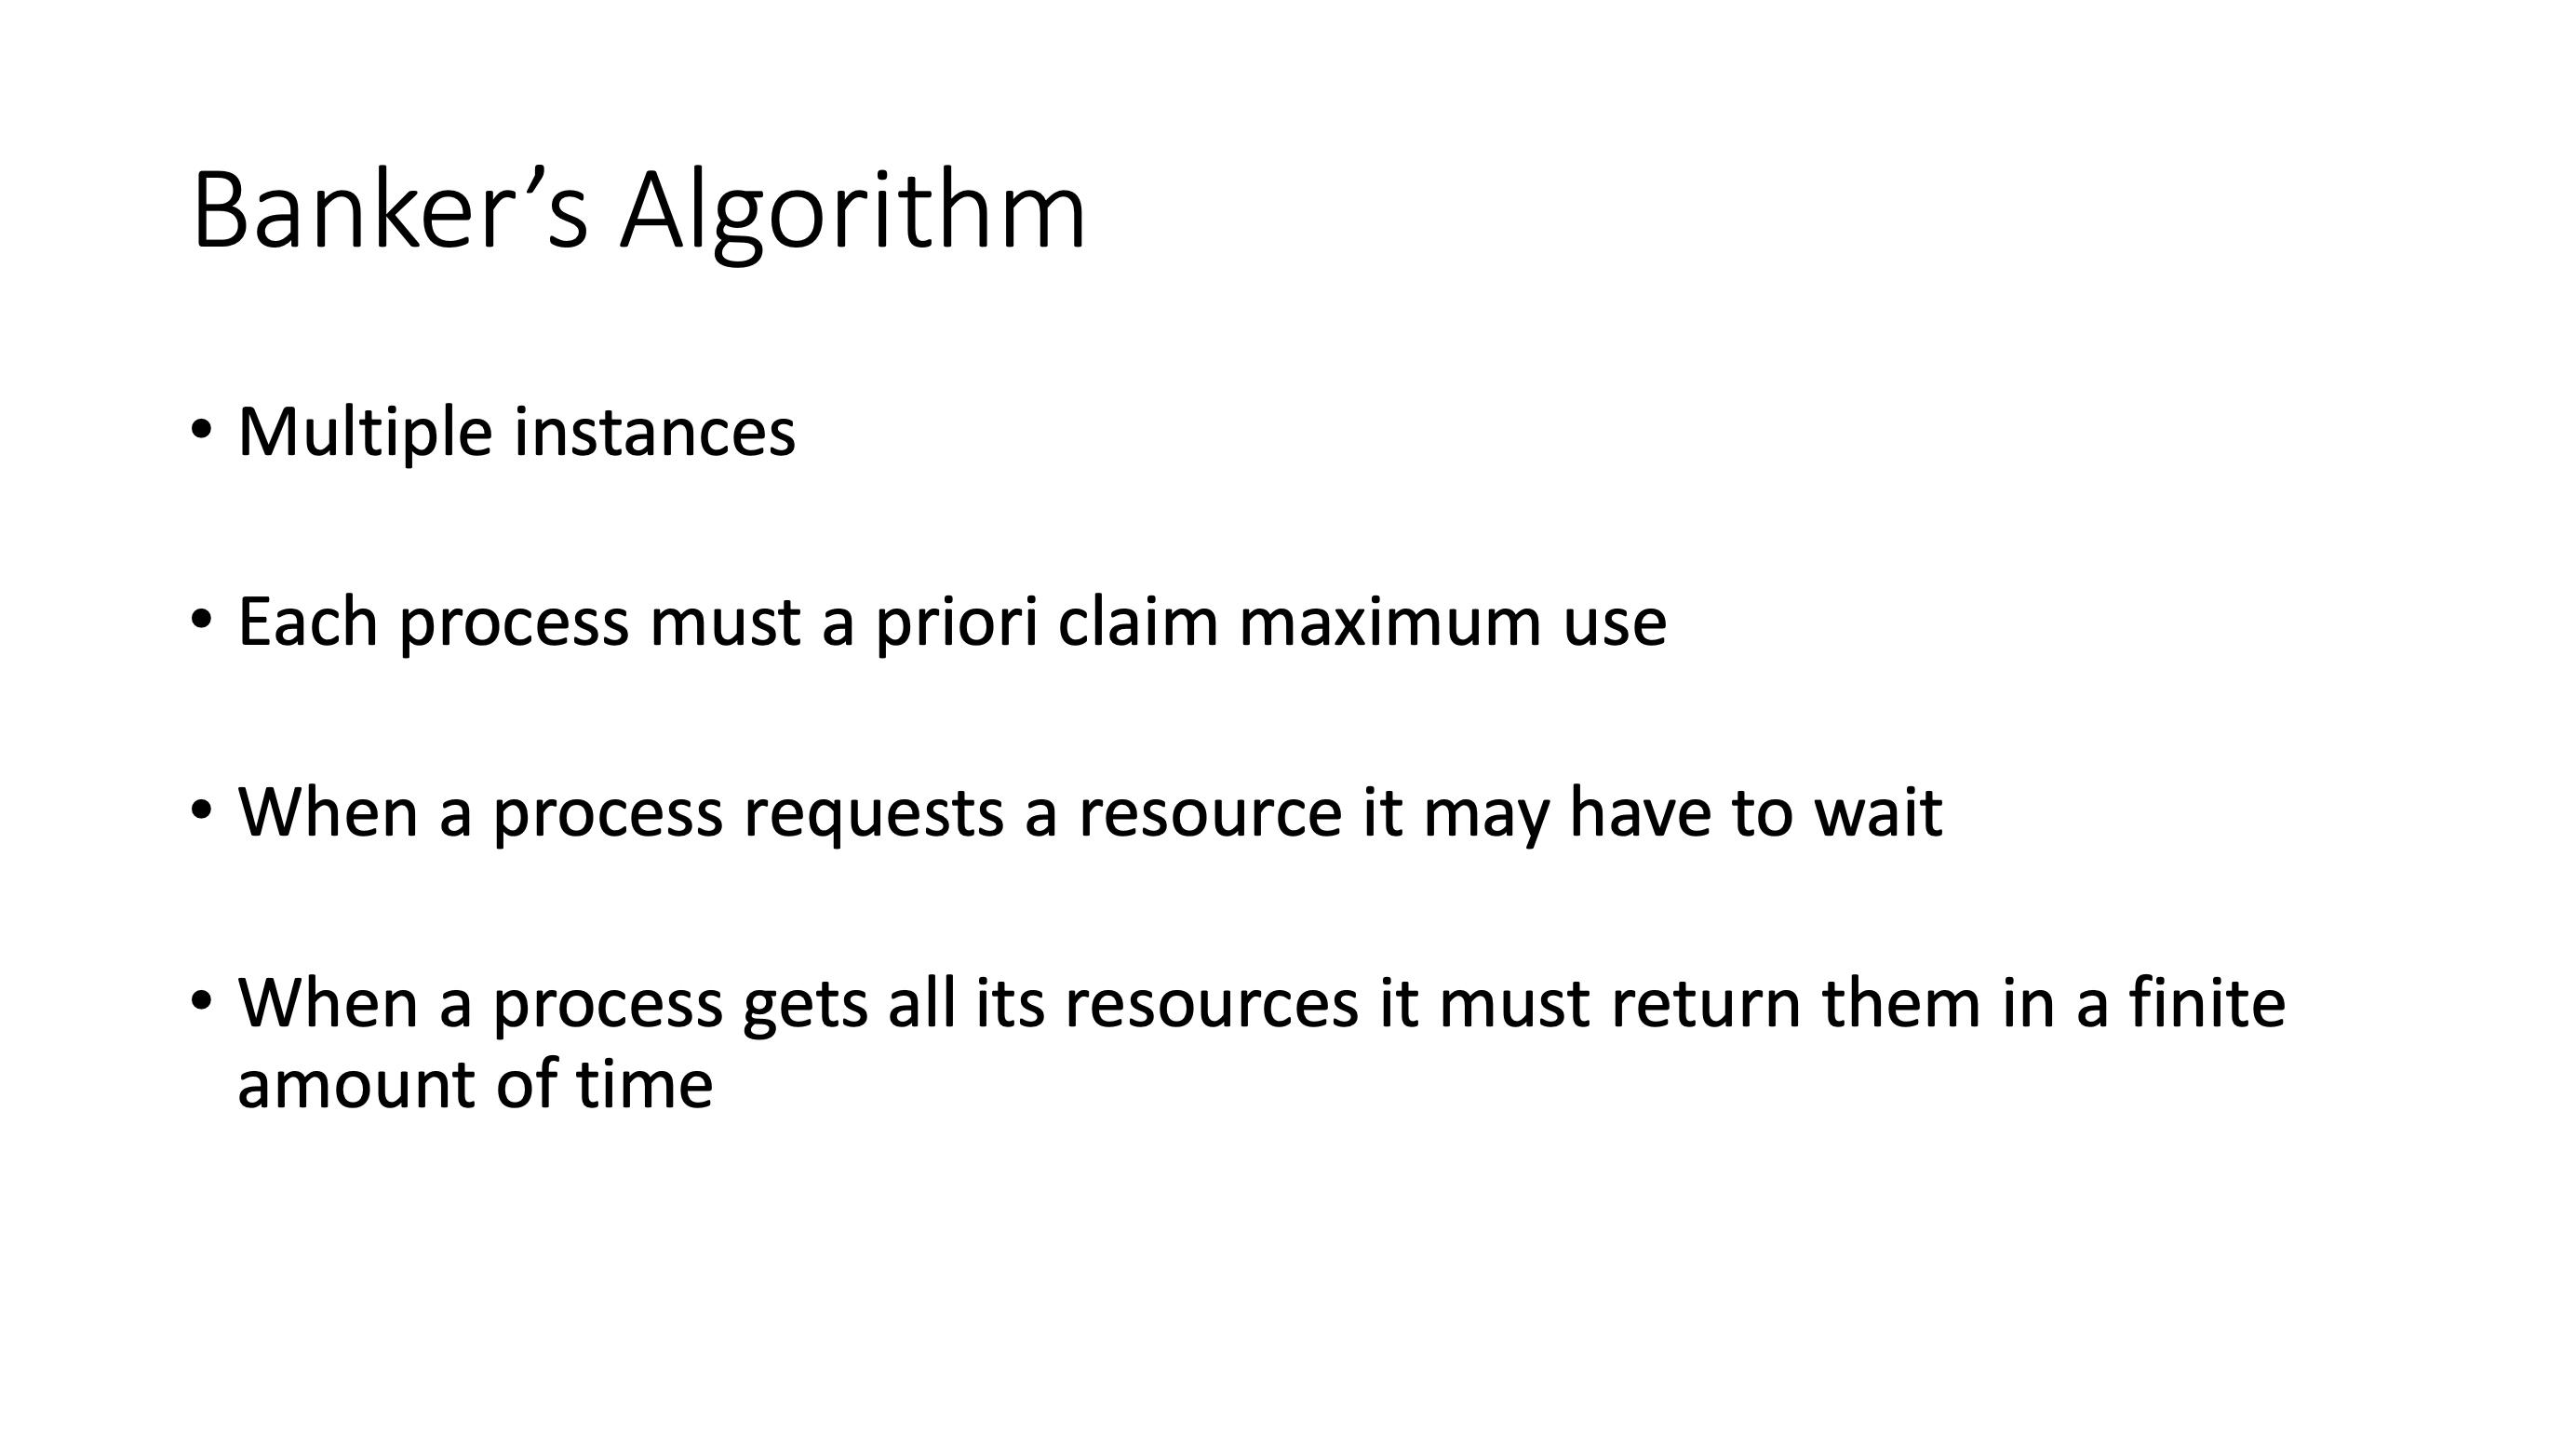 Banker’s Algorithm
• Multiple instances
• Each process must a priori claim maximum use
• When a process requests a resource it may have to wait
• When a process gets all its resources it must return them in a finite
amount of time